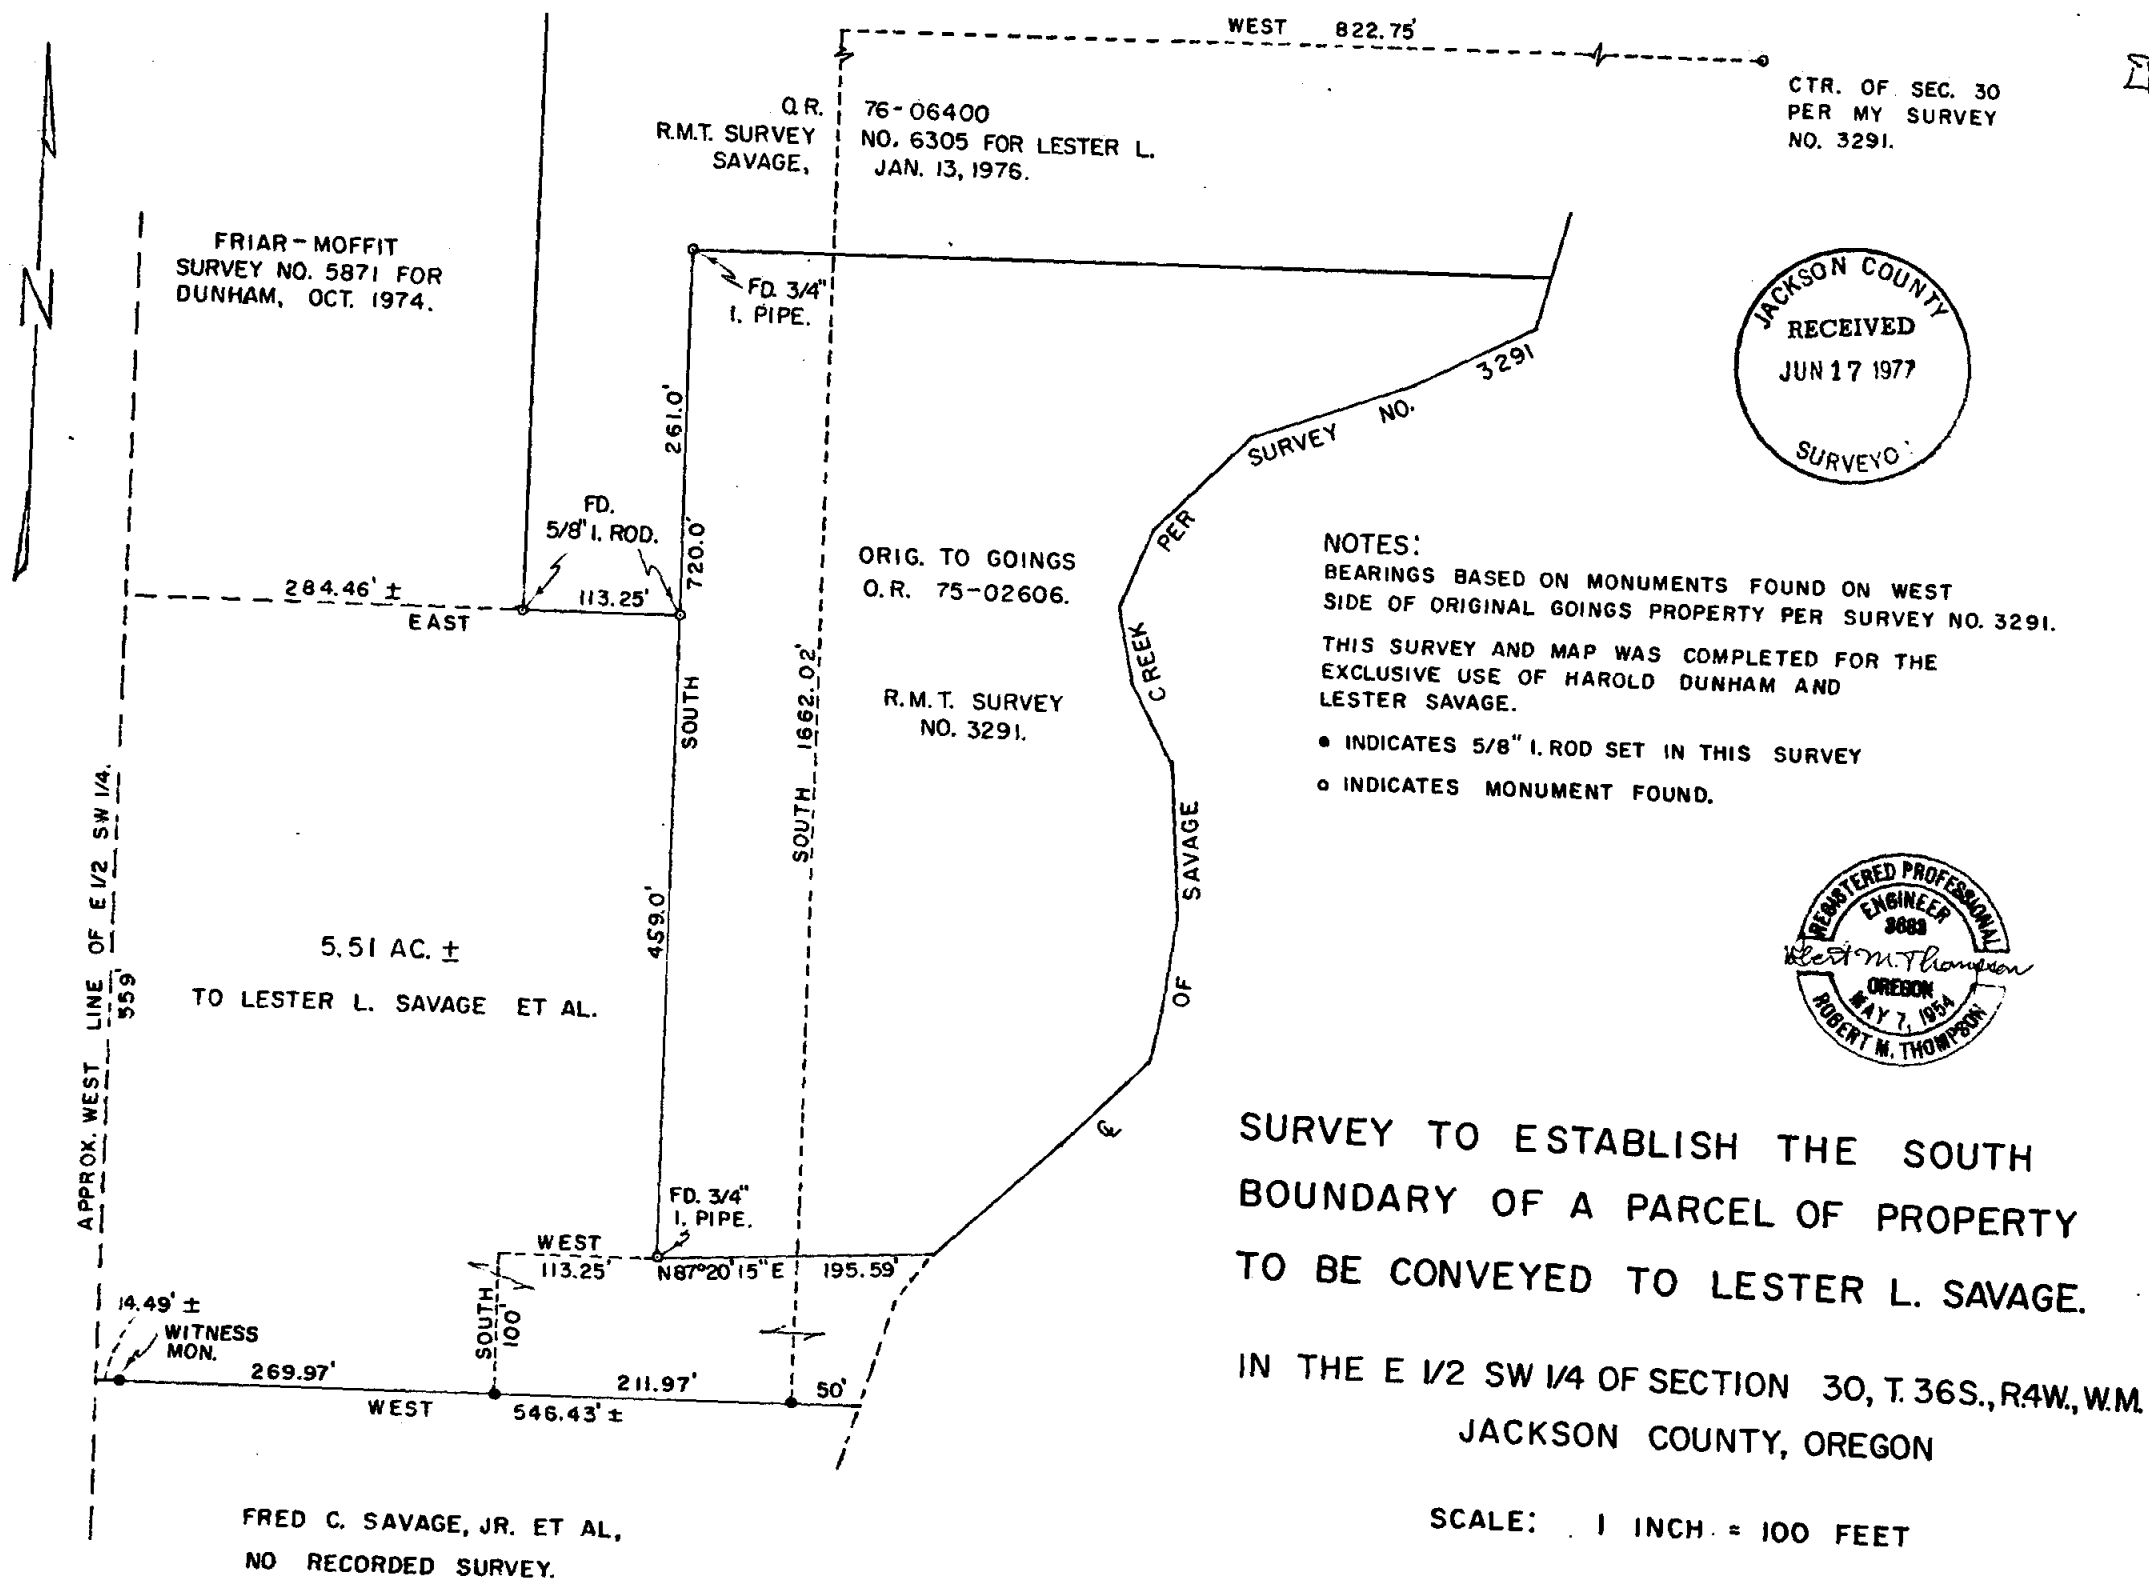 WEST 822.75'
CTR. OF SEC. 30
PER MY SURVEY
NO. 3291.
O.R. 76-06400
R.M.T. SURVEY NO. 6305 FOR LESTER L.
SAVAGE, JAN. 13, 1976.
N
FRIAR-MOFFIT
SURVEY NO. 5871 FOR
DUNHAM, OCT. 1974.
FD. 3/4"
I. PIPE.
JACKSON COUNTY
RECEIVED
JUN 17 1977
SURVEYO
261.0'
720.0'
SOUTH
459.0'
FD.
5/8" I. ROD.
284.46' ±
EAST
113.25'
SOUTH 1662.02'
ORIG. TO GOINGS
O.R. 75-02606.
R.M.T. SURVEY
NO. 3291.
℄ OF SAVAGE CREEK PER SURVEY NO. 3291
NOTES:
BEARINGS BASED ON MONUMENTS FOUND ON WEST
SIDE OF ORIGINAL GOINGS PROPERTY PER SURVEY NO. 3291.
THIS SURVEY AND MAP WAS COMPLETED FOR THE
EXCLUSIVE USE OF HAROLD DUNHAM AND
LESTER SAVAGE.
● INDICATES 5/8" I. ROD SET IN THIS SURVEY
○ INDICATES MONUMENT FOUND.
REGISTERED PROFESSIONAL
ENGINEER
3683
Robert M. Thompson
OREGON
MAY 7, 1954
ROBERT M. THOMPSON
APPROX. WEST LINE OF E 1/2 SW 1/4.
559'
5.51 AC. ±
TO LESTER L. SAVAGE ET AL.
FD. 3/4"
I. PIPE.
WEST
113.25'
N87°20'15"E 195.59'
SOUTH
100'
14.49' ±
WITNESS
MON.
269.97'
211.97'
50'
WEST 546.43' ±
SURVEY TO ESTABLISH THE SOUTH
BOUNDARY OF A PARCEL OF PROPERTY
TO BE CONVEYED TO LESTER L. SAVAGE.
IN THE E 1/2 SW 1/4 OF SECTION 30, T. 36S., R4W., W.M.
JACKSON COUNTY, OREGON
SCALE: 1 INCH = 100 FEET
FRED C. SAVAGE, JR. ET AL,
NO RECORDED SURVEY.